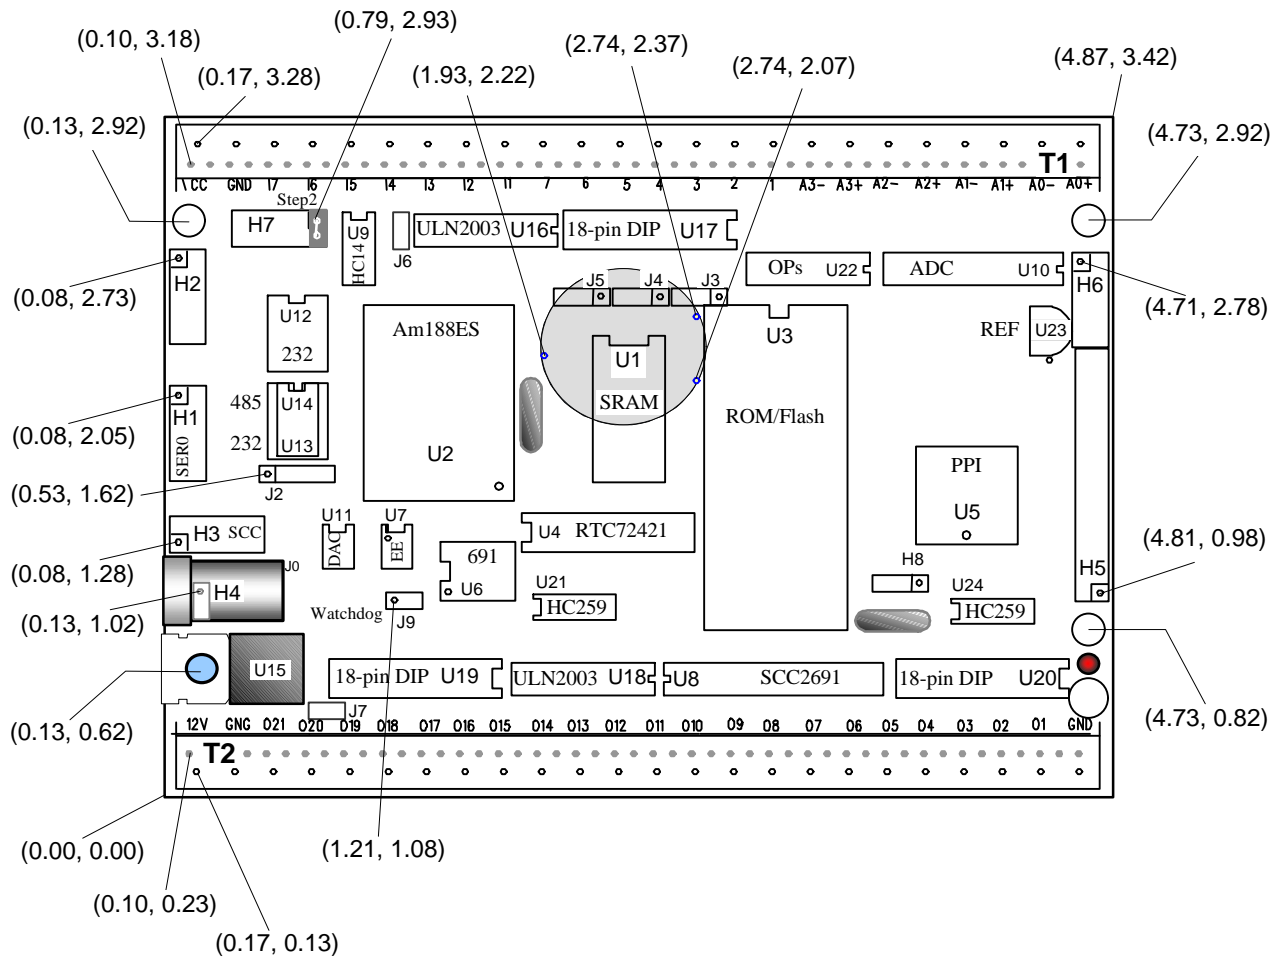 (0.79, 2.93)
(0.10, 3.18)
(2.74, 2.37)
(0.17, 3.28)
(1.93, 2.22)
(2.74, 2.07)
(4.87, 3.42)
(0.13, 2.92)
(4.73, 2.92)
T1
VCC GND I7 I6 I5 I4 I3 I2 I1 7 6 5 4 3 2 1 A3- A3+ A2- A2+ A1- A1+ A0- A0+
Step2
H7
U9
HC14
J6
ULN2003 U16
18-pin DIP U17
H2
OPs U22
ADC U10
H6
(0.08, 2.73)
J5 J4 J3
(4.71, 2.78)
U12
232
Am188ES
U1
SRAM
U3
ROM/Flash
REF U23
H1
SER0
485 U14
232 U13
(0.08, 2.05)
U2
PPI
U5
(0.53, 1.62)
J2
H3 SCC
U11
DAC
U7
EE
U4 RTC72421
691
U6
(4.81, 0.98)
(0.08, 1.28)
J0
H4
H8
H5
U21
HC259
U24
HC259
Watchdog
J9
(0.13, 1.02)
U15
18-pin DIP U19
ULN2003 U18
U8 SCC2691
18-pin DIP U20
(0.13, 0.62)
J7
(4.73, 0.82)
12V GNG O21 O20 O19 O18 O17 O16 O15 O14 O13 O12 O11 O10 O9 O8 O7 O6 O5 O4 O3 O2 O1 GND
T2
(0.00, 0.00)
(1.21, 1.08)
(0.10, 0.23)
(0.17, 0.13)